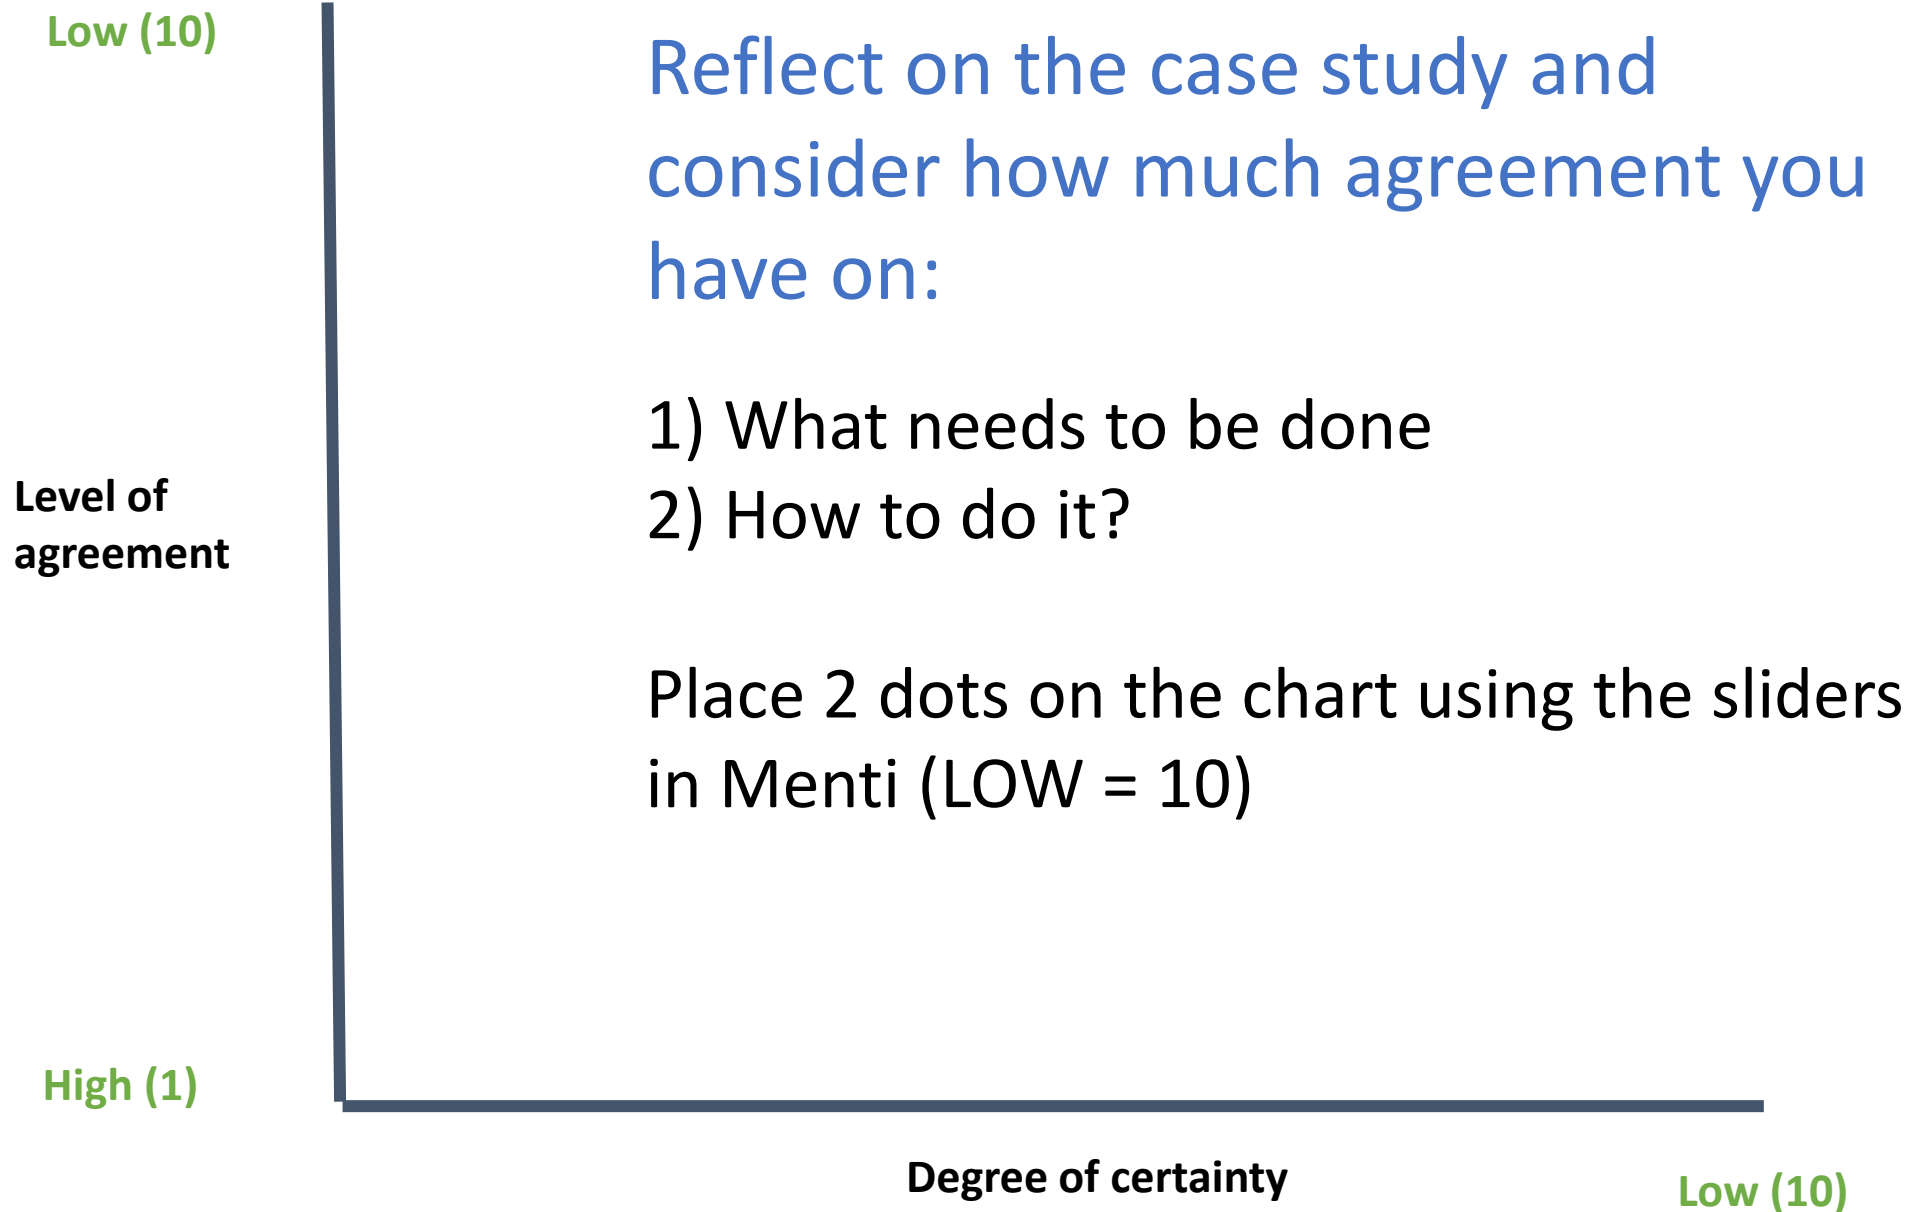 Low (10)
Reflect on the case study and
consider how much agreement you
have on:
1) What needs to be done
2) How to do it?
Level of
agreement
Place 2 dots on the chart using the sliders
in Menti (LOW = 10)
High (1)
Degree of certainty
Low (10)